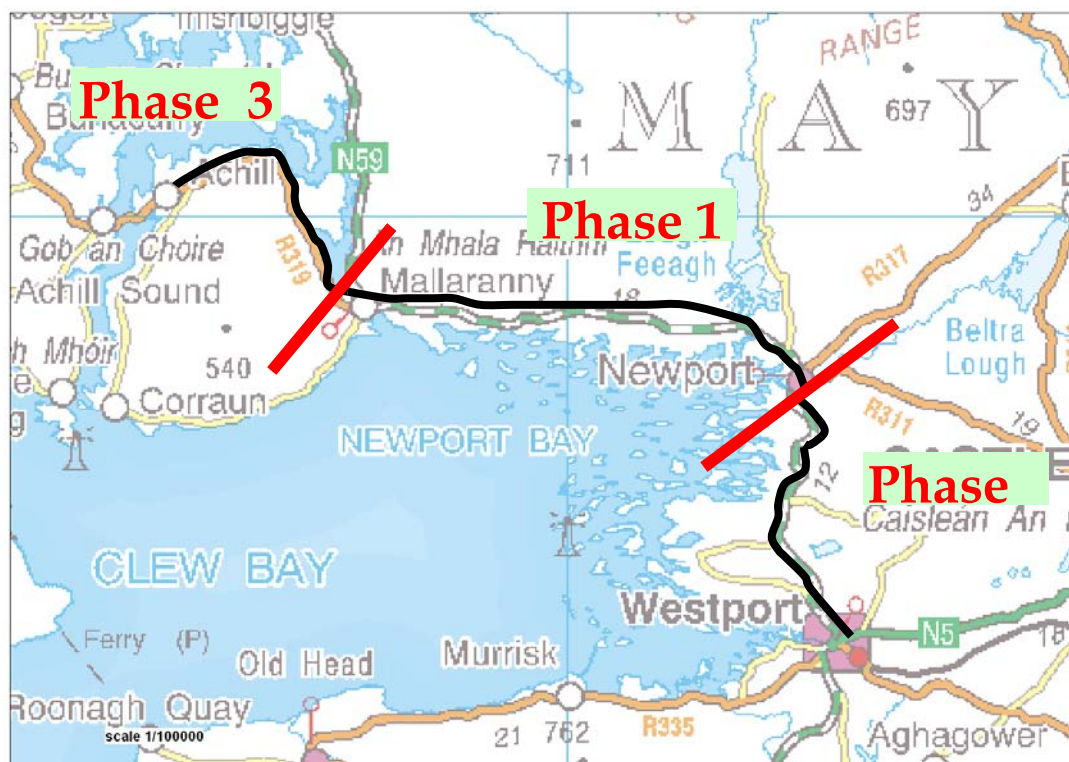 RANGE
Phase 3
M A Y
697
N59
711
Achill
34
Phase 1
Gob an Choire
An Mhala Raithní
Feeagh
R317
R319
Mallaranny
Achill Sound
18
Beltra
Lough
540
Newport
Corraun
R311
19
NEWPORT BAY
12
Phase
Caisleán An
CLEW BAY
Westport
N5
18
Ferry (P)
Old Head
Murrisk
Roonagh Quay
scale 1/100000
21
762
R335
Aghagower